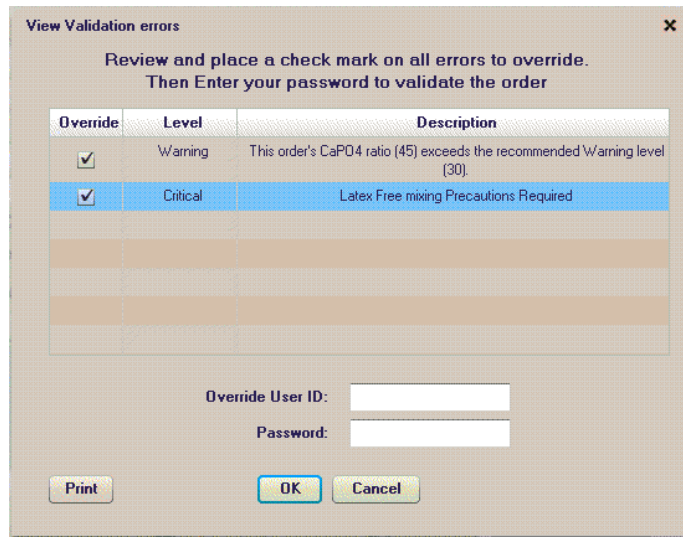 View Validation errors
Review and place a check mark on all errors to override.
Then Enter your password to validate the order
Override Level Description
Warning This order's CaPO4 ratio (45) exceeds the recommended Warning level
(30).
Critical Latex Free mixing Precautions Required
Override User ID:
Password:
Print OK Cancel